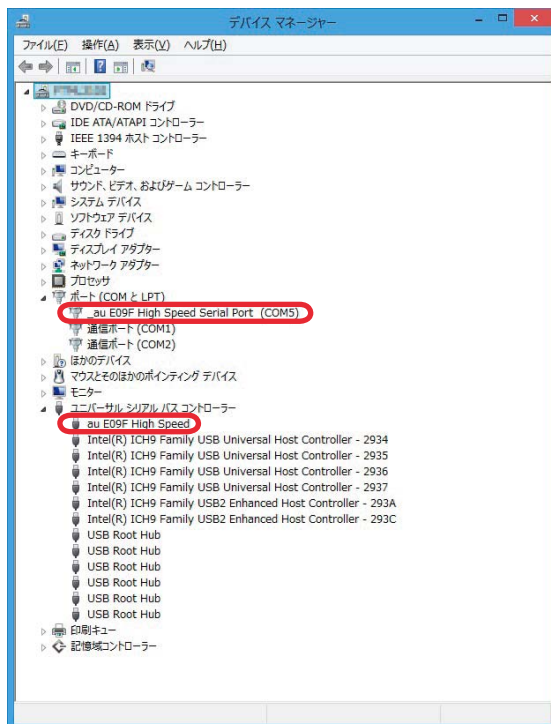 デバイス マネージャー
ファイル(F) 操作(A) 表示(V) ヘルプ(H)
DVD/CD-ROM ドライブ
IDE ATA/ATAPI コントローラー
IEEE 1394 ホスト コントローラー
キーボード
コンピューター
サウンド、ビデオ、およびゲーム コントローラー
システム デバイス
ソフトウェア デバイス
ディスク ドライブ
ディスプレイ アダプター
ネットワーク アダプター
プロセッサ
ポート (COM と LPT)
_au E09F High Speed Serial Port (COM5)
通信ポート (COM1)
通信ポート (COM2)
ほかのデバイス
マウスとそのほかのポインティング デバイス
モニター
ユニバーサル シリアル バス コントローラー
au E09F High Speed
Intel(R) ICH9 Family USB Universal Host Controller - 2934
Intel(R) ICH9 Family USB Universal Host Controller - 2935
Intel(R) ICH9 Family USB Universal Host Controller - 2936
Intel(R) ICH9 Family USB Universal Host Controller - 2937
Intel(R) ICH9 Family USB2 Enhanced Host Controller - 293A
Intel(R) ICH9 Family USB2 Enhanced Host Controller - 293C
USB Root Hub
USB Root Hub
USB Root Hub
USB Root Hub
USB Root Hub
USB Root Hub
印刷キュー
記憶域コントローラー